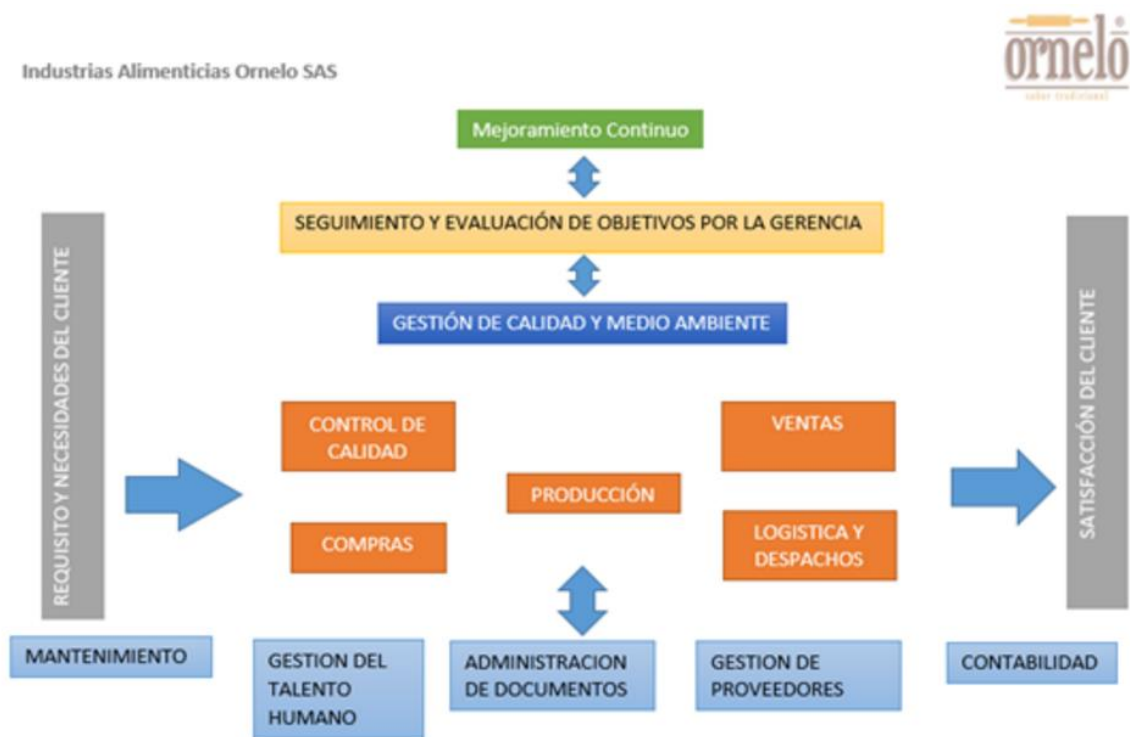 ornelo
®
sabor tradicional
Industrias Alimenticias Ornelo SAS
Mejoramiento Continuo
SEGUIMIENTO Y EVALUACIÓN DE OBJETIVOS POR LA GERENCIA
GESTIÓN DE CALIDAD Y MEDIO AMBIENTE
REQUISITO Y NECESIDADES DEL CLIENTE
CONTROL DE
CALIDAD
COMPRAS
PRODUCCIÓN
VENTAS
LOGISTICA Y
DESPACHOS
SATISFACCIÓN DEL CLIENTE
MANTENIMIENTO
GESTION DEL
TALENTO
HUMANO
ADMINISTRACION
DE DOCUMENTOS
GESTION DE
PROVEEDORES
CONTABILIDAD